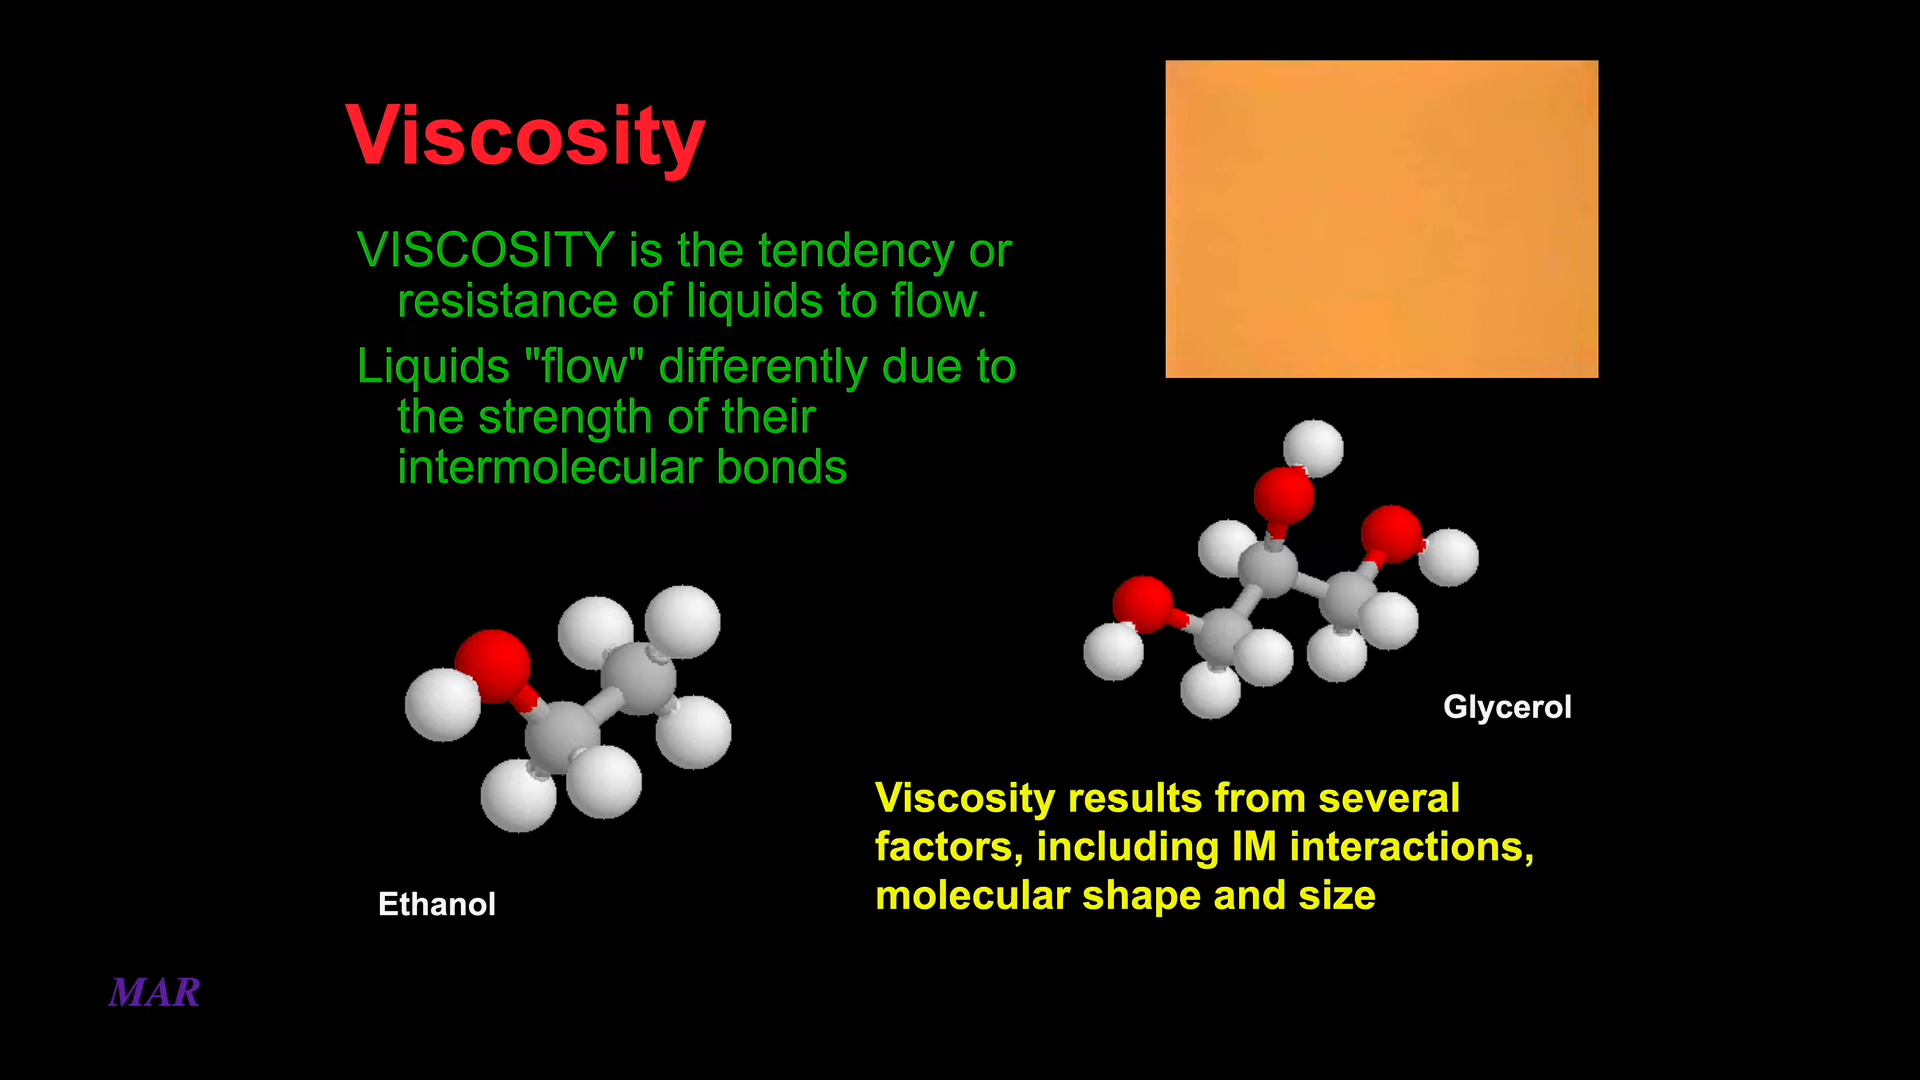 Viscosity
VISCOSITY is the tendency or
resistance of liquids to flow.
Liquids "flow" differently due to
the strength of their
intermolecular bonds
Glycerol
Viscosity results from several
factors, including IM interactions,
molecular shape and size
Ethanol
MAR